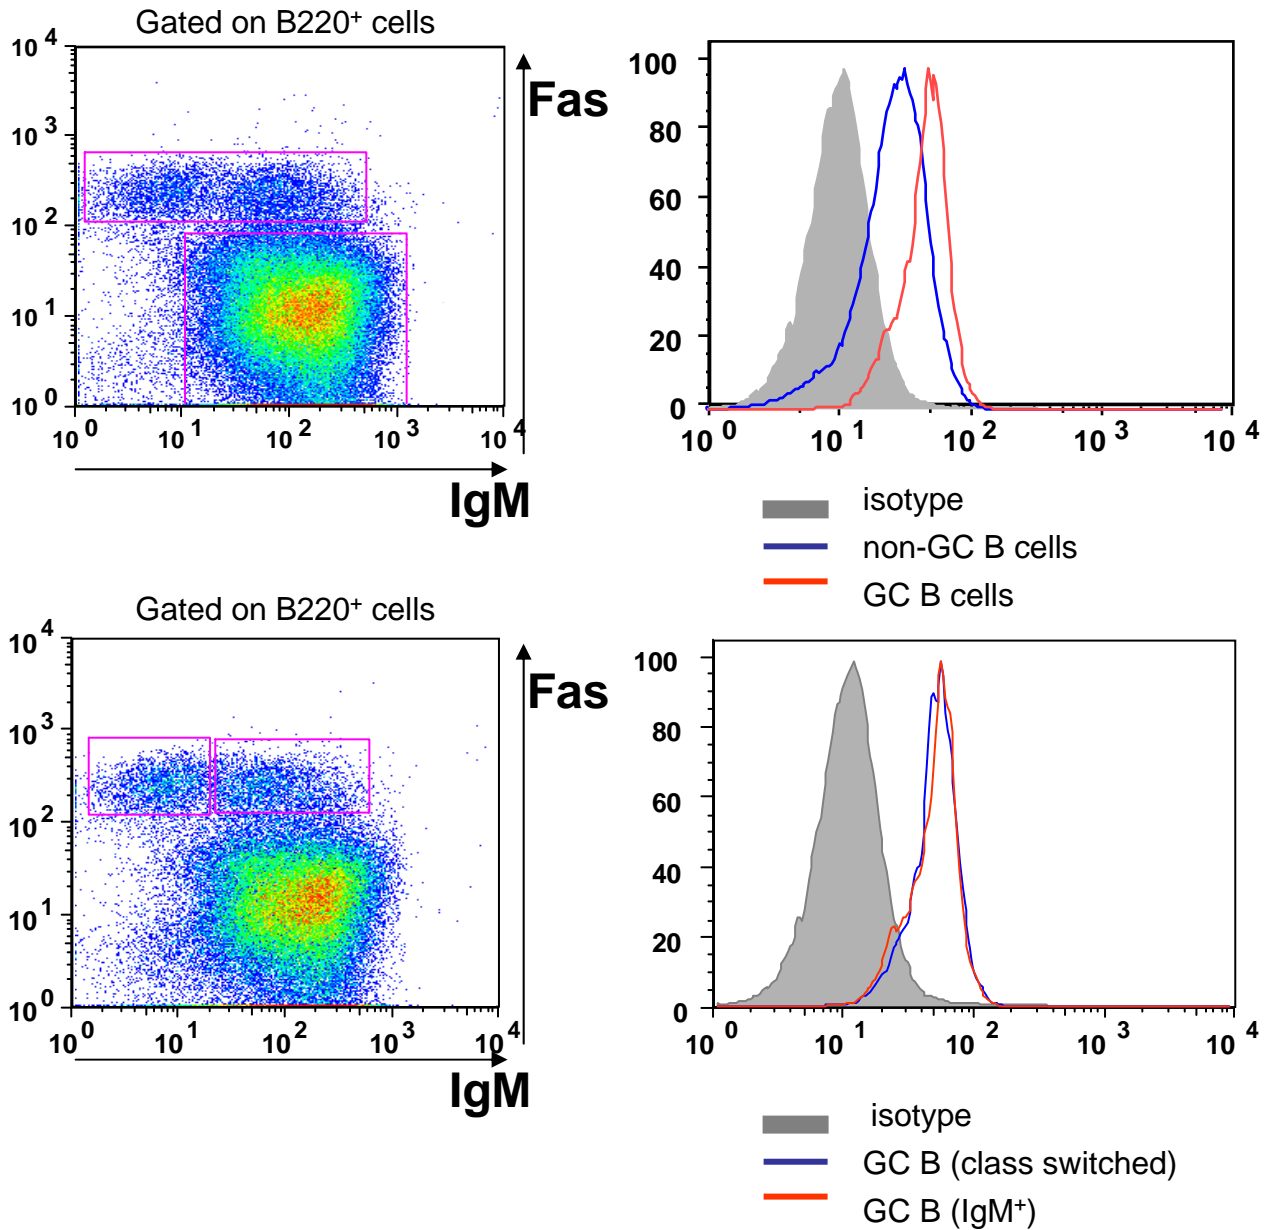 Gated on B220⁺ cells
10⁴
10³
10²
10¹
10⁰
10⁰ 10¹ 10² 10³ 10⁴
Fas
IgM
100
80
60
40
20
0
10⁰ 10¹ 10² 10³ 10⁴
isotype
non-GC B cells
GC B cells
Gated on B220⁺ cells
10⁴
10³
10²
10¹
10⁰
10⁰ 10¹ 10² 10³ 10⁴
Fas
IgM
100
80
60
40
20
0
10⁰ 10¹ 10² 10³ 10⁴
isotype
GC B (class switched)
GC B (IgM⁺)